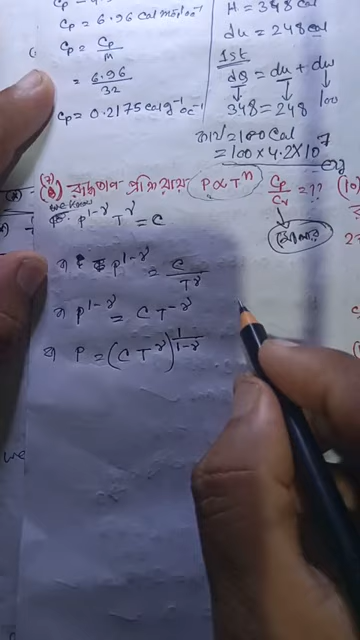 = 6.96 Cal mol⁻¹°C⁻¹
Cₚ = Cₚ/M
= 6.96/32
Cₚ = 0.2175 cal g⁻¹°C⁻¹
H = 348 Cal
du = 248 cal
1st
dQ = du + dw
348 = 248 100
কার্য = 100 Cal
= 100 × 4.2 × 10⁷
erg
রুদ্ধতাপ প্রক্রিয়ায় P∝Tⁿ Cₚ/Cᵥ = ??
(10)
we know
P^(1-γ) T^γ = C
মোলার
বা P^(1-γ) = C/T^γ
বা P^(1-γ) = C T^(-γ)
বা P = (C T^(-γ))^(1/(1-γ))